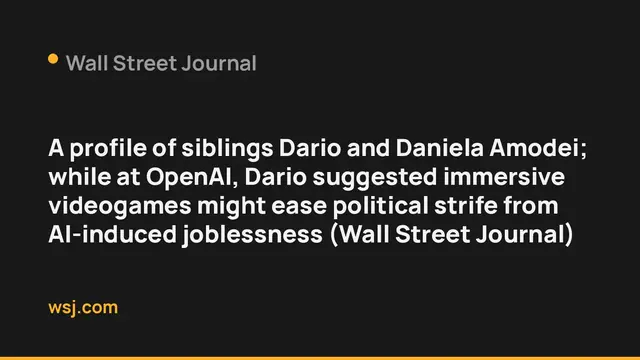 Wall Street Journal
A profile of siblings Dario and Daniela Amodei;
while at OpenAI, Dario suggested immersive
videogames might ease political strife from
AI-induced joblessness (Wall Street Journal)
wsj.com